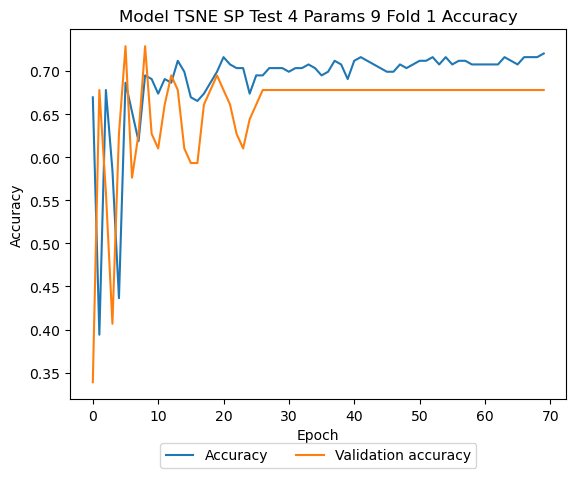 Model TSNE SP Test 4 Params 9 Fold 1 Accuracy
0.70
0.65
0.60
0.55
0.50
0.45
0.40
0.35
Accuracy
0 10 20 30 40 50 60 70
Epoch
Accuracy Validation accuracy